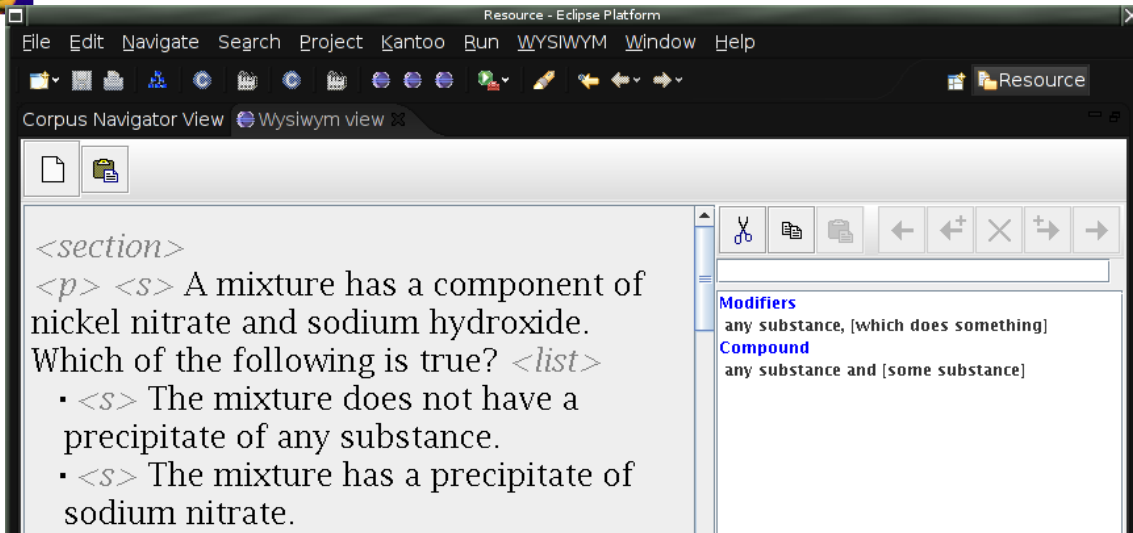 Resource - Eclipse Platform
File Edit Navigate Search Project Kantoo Run WYSIWYM Window Help
Resource
Corpus Navigator View Wysiwym view
<section>
<p> <s> A mixture has a component of
nickel nitrate and sodium hydroxide.
Which of the following is true? <list>
▪ <s> The mixture does not have a
precipitate of any substance.
▪ <s> The mixture has a precipitate of
sodium nitrate.
Modifiers
any substance, [which does something]
Compound
any substance and [some substance]